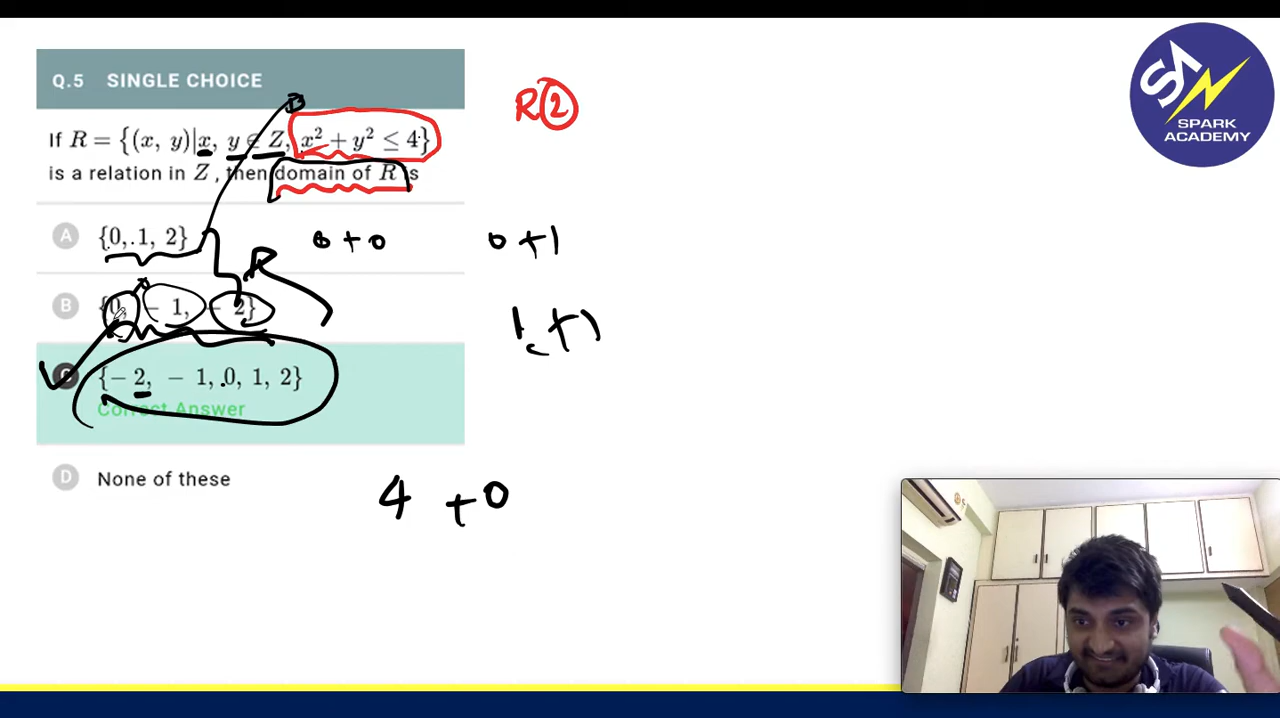 Q.5 SINGLE CHOICE
If R = {(x, y)|x, y ∈ Z, x² + y² ≤ 4}
is a relation in Z , then domain of R is
A {0, 1, 2}
B {0, − 1, − 2}
C {− 2, − 1, 0, 1, 2}
Correct Answer
D None of these
R 2
0 + 0
0 + 1
R
1 + 1
4 + 0
SPARK
ACADEMY